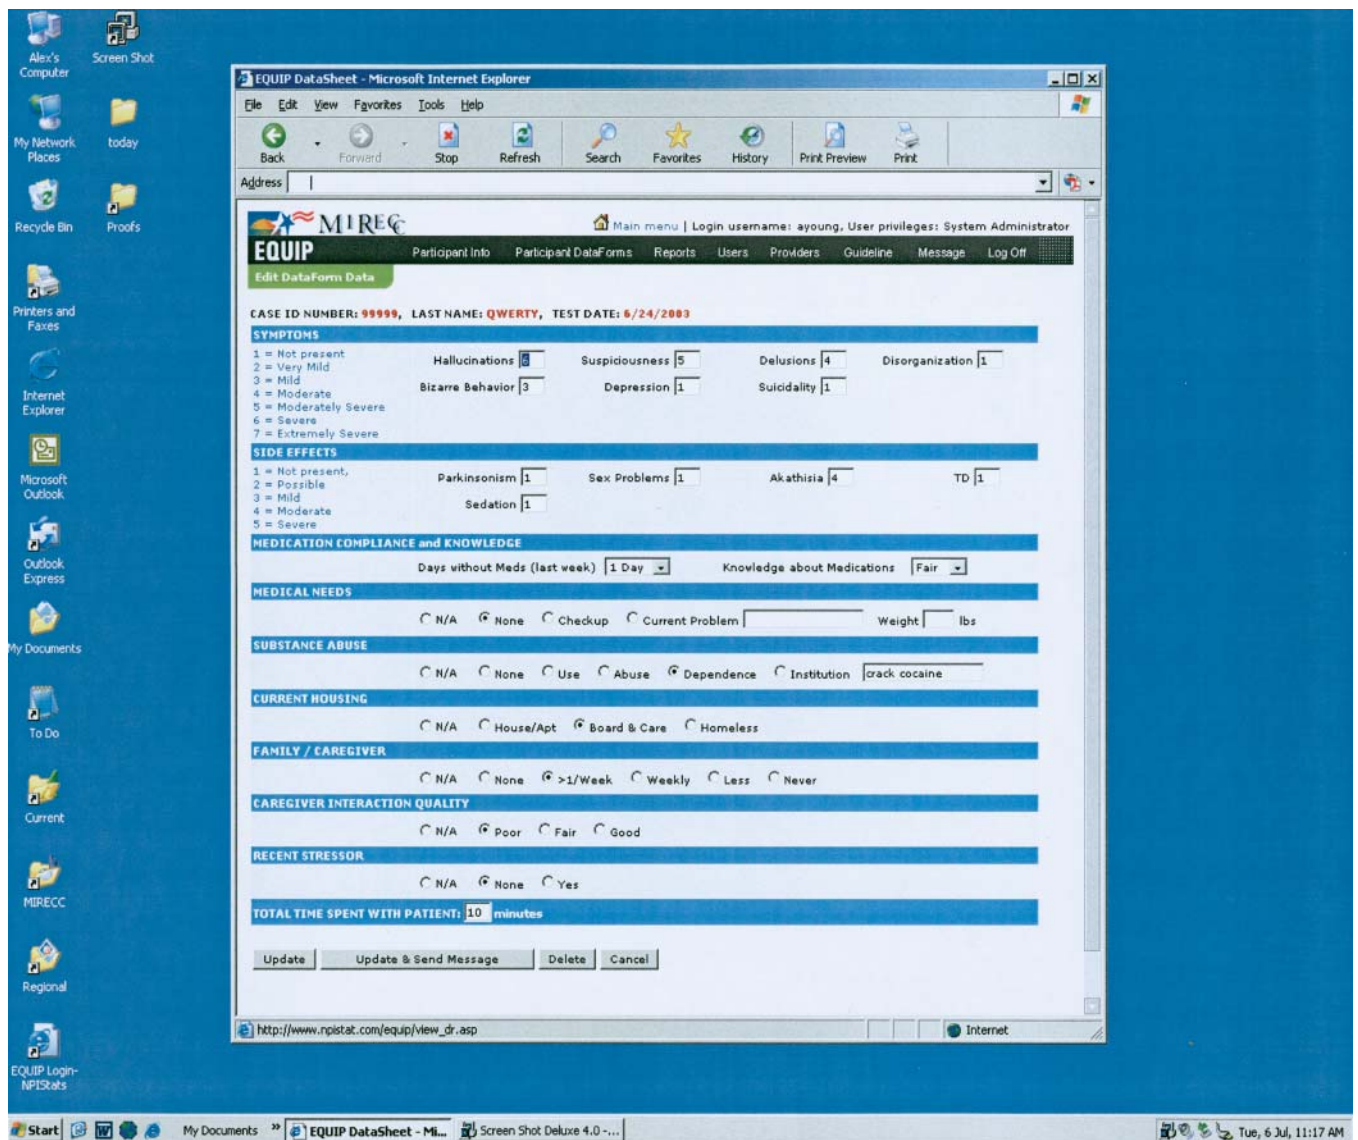 Alex's
Computer
Screen Shot
My Network
Places
today
Recycle Bin
Proofs
Printers and
Faxes
Internet
Explorer
Microsoft
Outlook
Outlook
Express
My Documents
To Do
Current
MIRECC
Regional
EQUIP Login-
NPIStats
EQUIP DataSheet - Microsoft Internet Explorer
File Edit View Favorites Tools Help
Back Forward Stop Refresh Search Favorites History Print Preview Print
Address
MIRECC
Main menu | Login username: ayoung, User privileges: System Administrator
EQUIP Participant Info Participant DataForms Reports Users Providers Guideline Message Log Off
Edit DataForm Data
CASE ID NUMBER: 99999, LAST NAME: QWERTY, TEST DATE: 6/24/2003
SYMPTOMS
1 = Not present
2 = Very Mild
3 = Mild
4 = Moderate
5 = Moderately Severe
6 = Severe
7 = Extremely Severe
Hallucinations 6 Suspiciousness 5 Delusions 4 Disorganization 1
Bizarre Behavior 3 Depression 1 Suicidality 1
SIDE EFFECTS
1 = Not present,
2 = Possible
3 = Mild
4 = Moderate
5 = Severe
Parkinsonism 1 Sex Problems 1 Akathisia 4 TD 1
Sedation 1
MEDICATION COMPLIANCE and KNOWLEDGE
Days without Meds (last week) 1 Day Knowledge about Medications Fair
MEDICAL NEEDS
N/A None Checkup Current Problem Weight lbs
SUBSTANCE ABUSE
N/A None Use Abuse Dependence Institution crack cocaine
CURRENT HOUSING
N/A House/Apt Board & Care Homeless
FAMILY / CAREGIVER
N/A None >1/Week Weekly Less Never
CAREGIVER INTERACTION QUALITY
N/A Poor Fair Good
RECENT STRESSOR
N/A None Yes
TOTAL TIME SPENT WITH PATIENT: 10 minutes
Update Update & Send Message Delete Cancel
http://www.npistat.com/equip/view_dr.asp Internet
Start My Documents » EQUIP DataSheet - Mi... Screen Shot Deluxe 4.0 -... Tue, 6 Jul, 11:17 AM